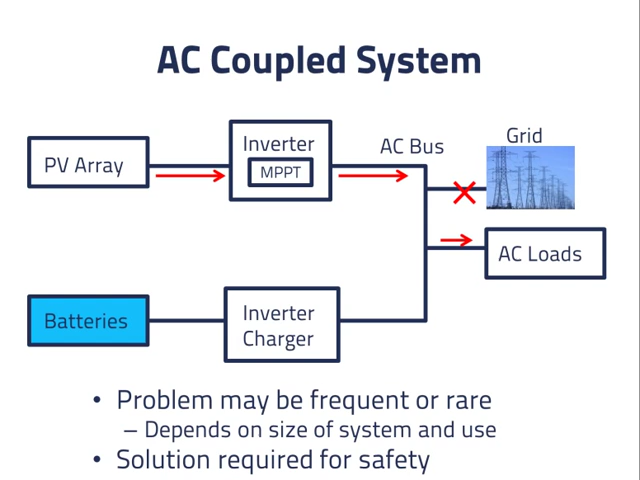 AC Coupled System
PV Array
Inverter
MPPT
AC Bus
Grid
AC Loads
Batteries
Inverter
Charger
• Problem may be frequent or rare
– Depends on size of system and use
• Solution required for safety